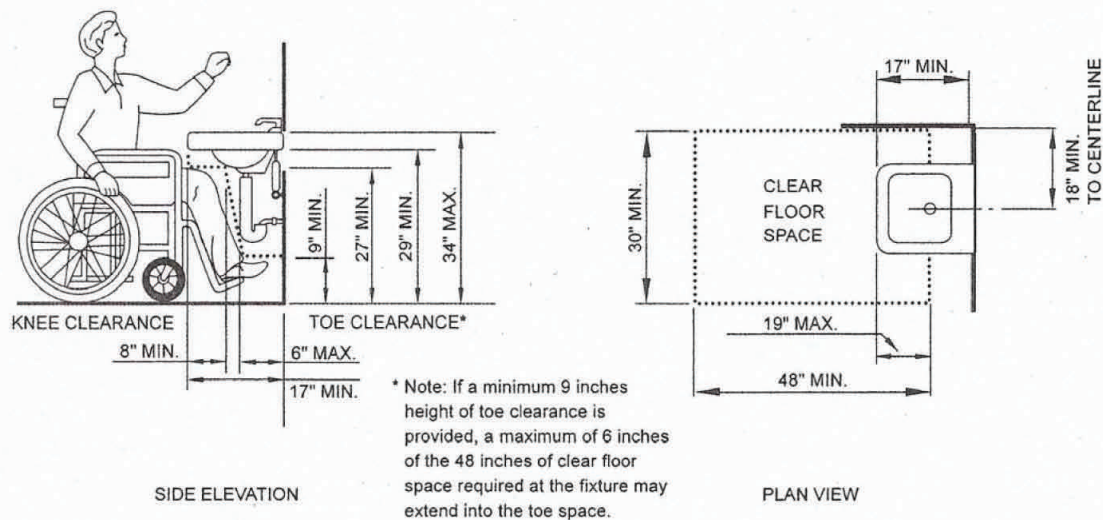 17" MIN.
18" MIN.
TO CENTERLINE
CLEAR
FLOOR
SPACE
30" MIN.
9" MIN.
27" MIN.
29" MIN.
34" MAX.
KNEE CLEARANCE
TOE CLEARANCE*
8" MIN.
6" MAX.
17" MIN.
19" MAX.
48" MIN.
* Note: If a minimum 9 inches
height of toe clearance is
provided, a maximum of 6 inches
of the 48 inches of clear floor
space required at the fixture may
extend into the toe space.
SIDE ELEVATION
PLAN VIEW